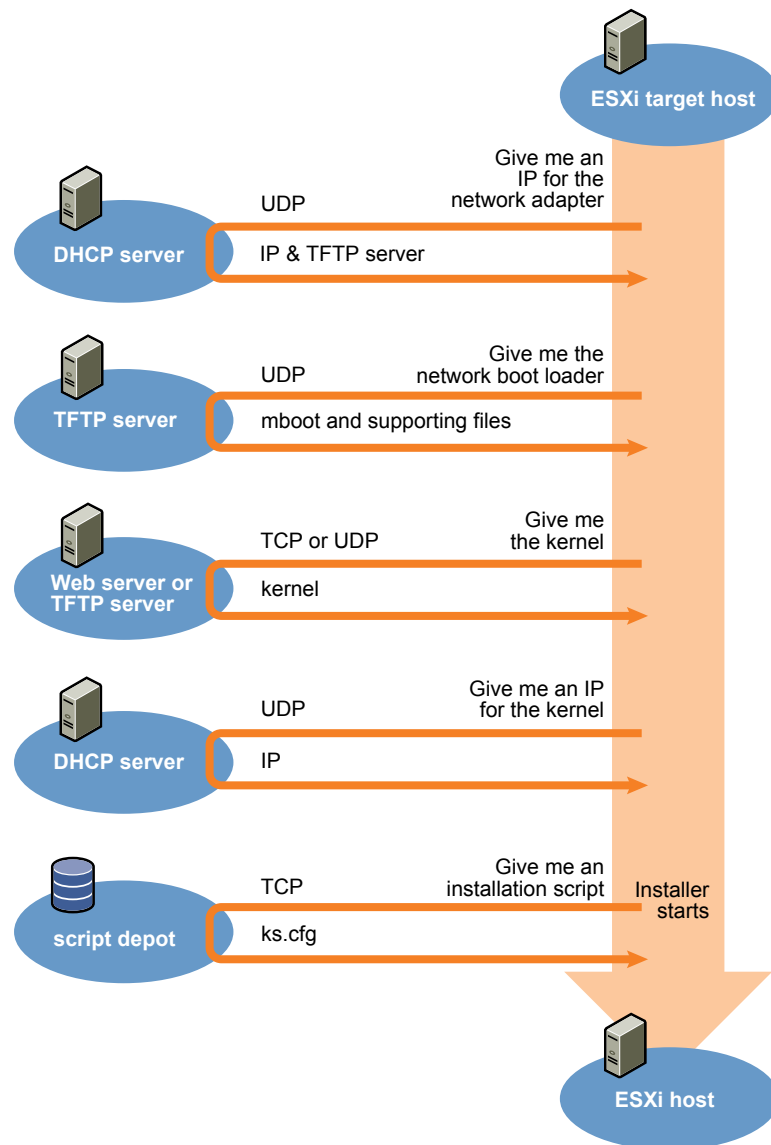 ESXi target host
Give me an
IP for the
network adapter
UDP
DHCP server
IP & TFTP server
Give me the
network boot loader
UDP
TFTP server
mboot and supporting files
Give me
the kernel
TCP or UDP
Web server or
TFTP server
kernel
Give me an IP
for the kernel
UDP
DHCP server
IP
Give me an
installation script
TCP
Installer
starts
script depot
ks.cfg
ESXi host